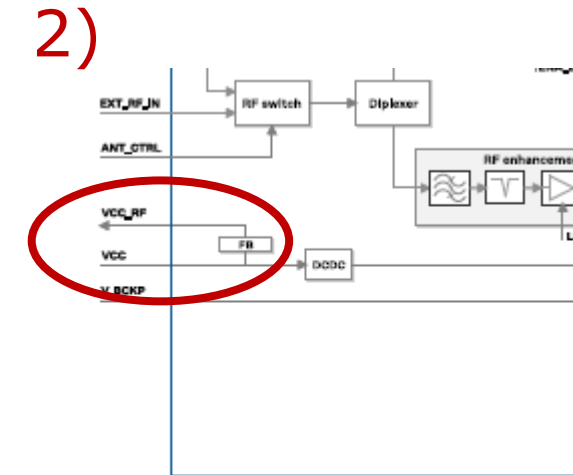 2)
EXT_RF_IN
RF switch
Diplexer
ANT_CTRL
RF enhanceme
VCC_RF
FB
VCC
DCDC
V_BCKP
L